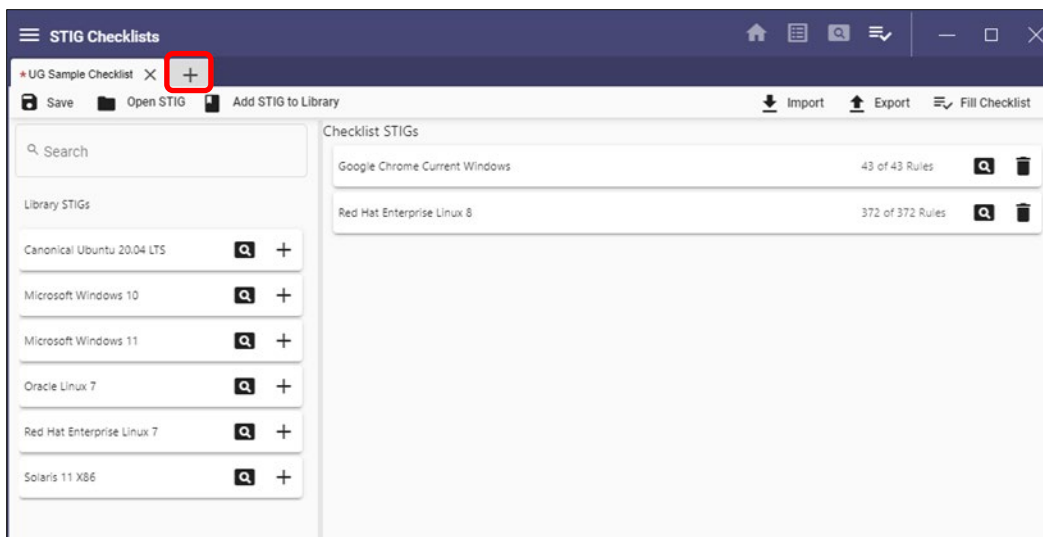 STIG Checklists
*UG Sample Checklist
Save Open STIG Add STIG to Library Import Export Fill Checklist
Search
Library STIGs
Canonical Ubuntu 20.04 LTS
Microsoft Windows 10
Microsoft Windows 11
Oracle Linux 7
Red Hat Enterprise Linux 7
Solaris 11 X86
Checklist STIGs
Google Chrome Current Windows 43 of 43 Rules
Red Hat Enterprise Linux 8 372 of 372 Rules